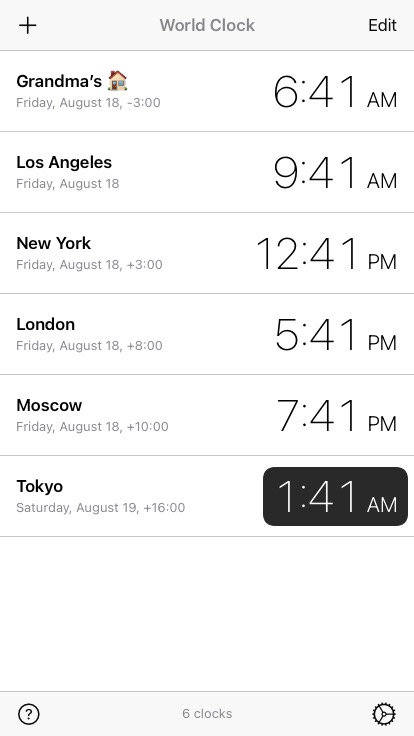 World Clock
Edit
Grandma’s 🏠
6:41 AM
Friday, August 18, -3:00
Los Angeles
9:41 AM
Friday, August 18
New York
12:41 PM
Friday, August 18, +3:00
London
5:41 PM
Friday, August 18, +8:00
Moscow
7:41 PM
Friday, August 18, +10:00
Tokyo
1:41 AM
Saturday, August 19, +16:00
6 clocks